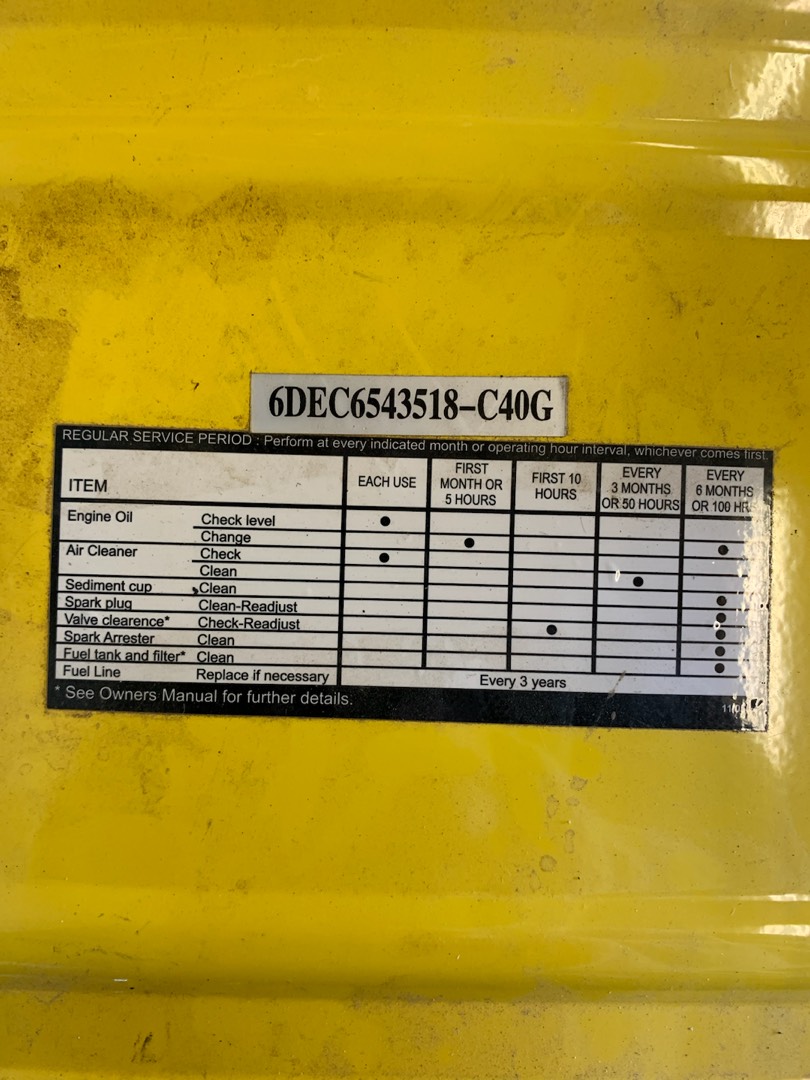 6DEC6543518-C40G
REGULAR SERVICE PERIOD : Perform at every indicated month or operating hour interval, whichever comes first.
ITEM EACH USE FIRST MONTH OR 5 HOURS FIRST 10 HOURS EVERY 3 MONTHS OR 50 HOURS EVERY 6 MONTHS OR 100 HR
Engine Oil Check level ●
Change ● ●
Air Cleaner Check ●
Clean ●
Sediment cup Clean ●
Spark plug Clean-Readjust ●
Valve clearence* Check-Readjust ● ●
Spark Arrester Clean ●
Fuel tank and filter* Clean ●
Fuel Line Replace if necessary Every 3 years
* See Owners Manual for further details.